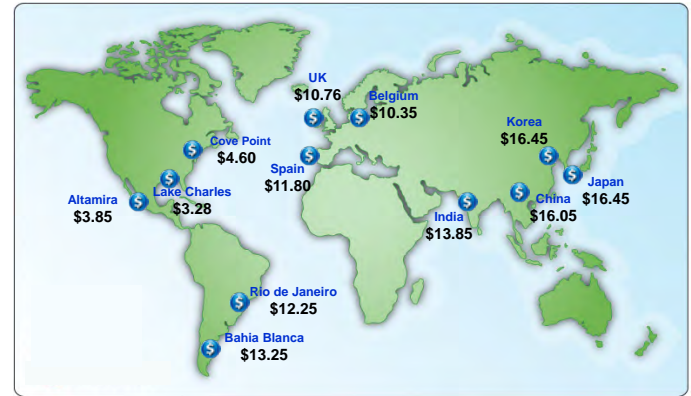 UK
$10.76
Belgium
$10.35
Korea
$16.45
Cove Point
$4.60
Spain
$11.80
Japan
$16.45
Altamira
$3.85
Lake Charles
$3.28
China
$16.05
India
$13.85
Rio de Janeiro
$12.25
Bahia Blanca
$13.25